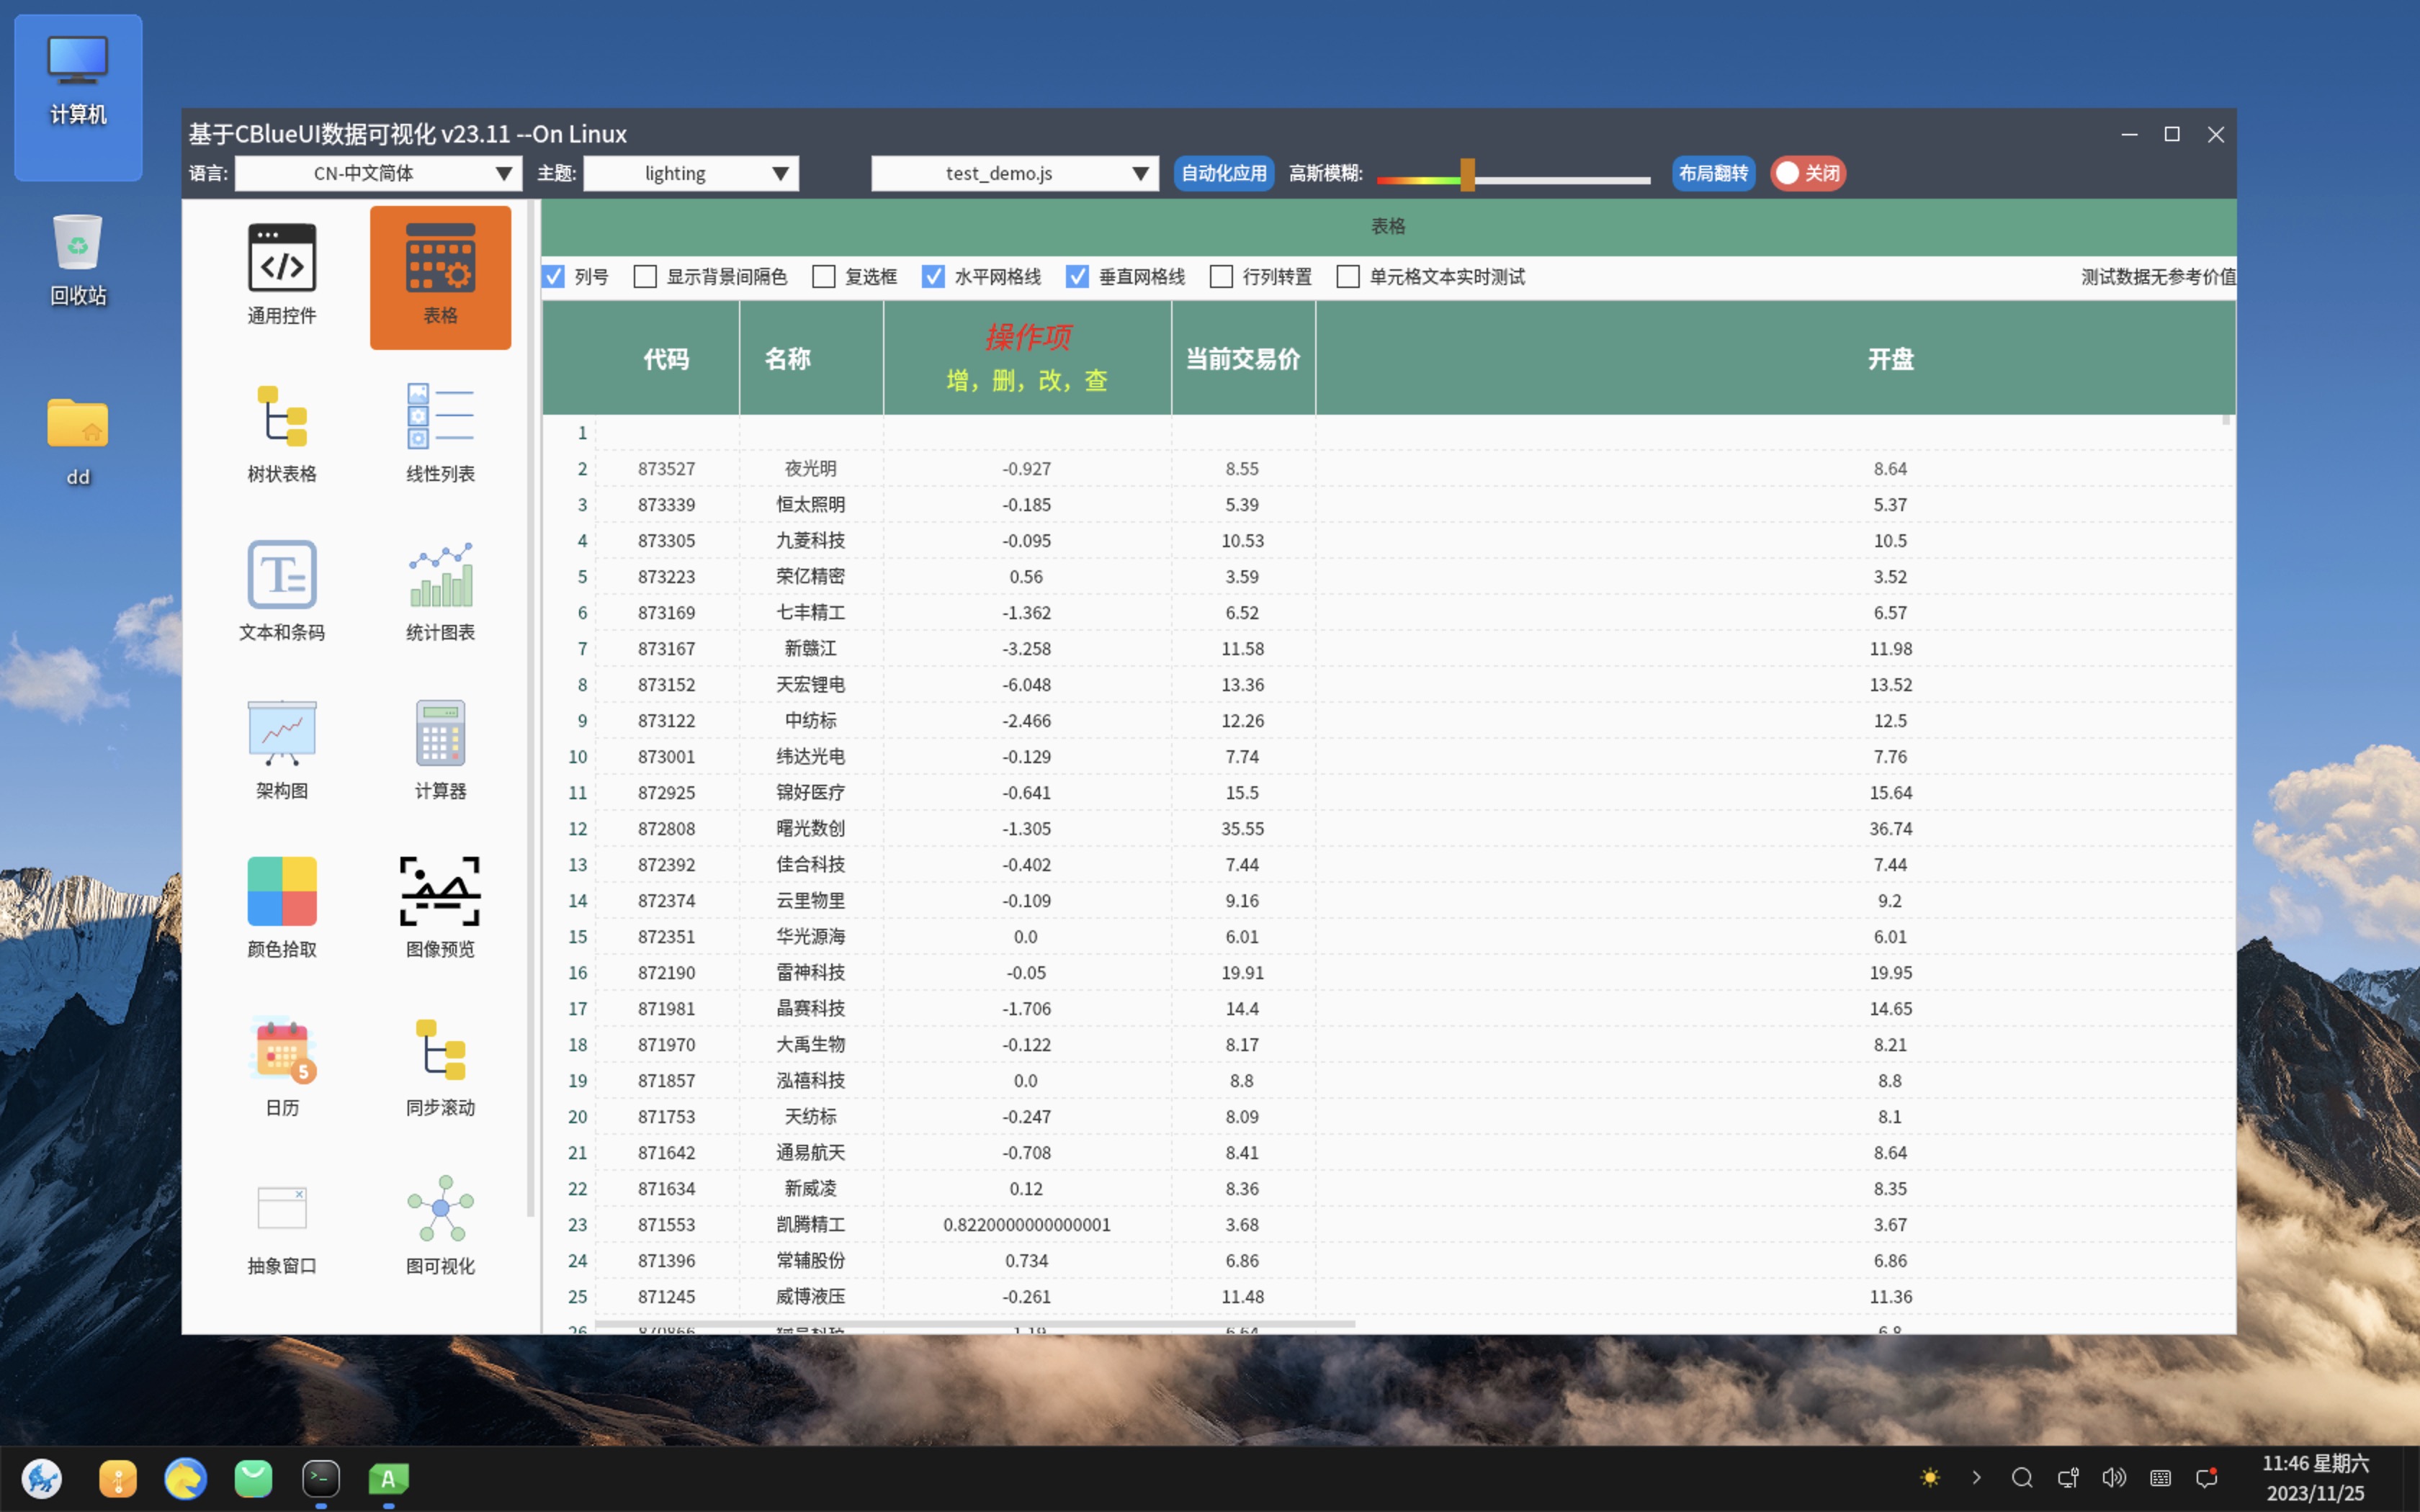 计算机
回收站
dd
基于CBlueUI数据可视化 v23.11 --On Linux
语言: CN-中文简体 主题: lighting test_demo.js 自动化应用 高斯模糊: 布局翻转 关闭
通用控件 表格
树状表格 线性列表
文本和条码 统计图表
架构图 计算器
颜色拾取 图像预览
日历 同步滚动
抽象窗口 图可视化
表格
列号 显示背景间隔色 复选框 水平网格线 垂直网格线 行列转置 单元格文本实时测试 测试数据无参考价值
代码 名称 操作项 当前交易价 开盘
增，删，改，查
1
2 873527 夜光明 -0.927 8.55 8.64
3 873339 恒太照明 -0.185 5.39 5.37
4 873305 九菱科技 -0.095 10.53 10.5
5 873223 荣亿精密 0.56 3.59 3.52
6 873169 七丰精工 -1.362 6.52 6.57
7 873167 新赣江 -3.258 11.58 11.98
8 873152 天宏锂电 -6.048 13.36 13.52
9 873122 中纺标 -2.466 12.26 12.5
10 873001 纬达光电 -0.129 7.74 7.76
11 872925 锦好医疗 -0.641 15.5 15.64
12 872808 曙光数创 -1.305 35.55 36.74
13 872392 佳合科技 -0.402 7.44 7.44
14 872374 云里物里 -0.109 9.16 9.2
15 872351 华光源海 0.0 6.01 6.01
16 872190 雷神科技 -0.05 19.91 19.95
17 871981 晶赛科技 -1.706 14.4 14.65
18 871970 大禹生物 -0.122 8.17 8.21
19 871857 泓禧科技 0.0 8.8 8.8
20 871753 天纺标 -0.247 8.09 8.1
21 871642 通易航天 -0.708 8.41 8.64
22 871634 新威凌 0.12 8.36 8.35
23 871553 凯腾精工 0.8220000000000001 3.68 3.67
24 871396 常辅股份 0.734 6.86 6.86
25 871245 威博液压 -0.261 11.48 11.36
11:46 星期六
2023/11/25